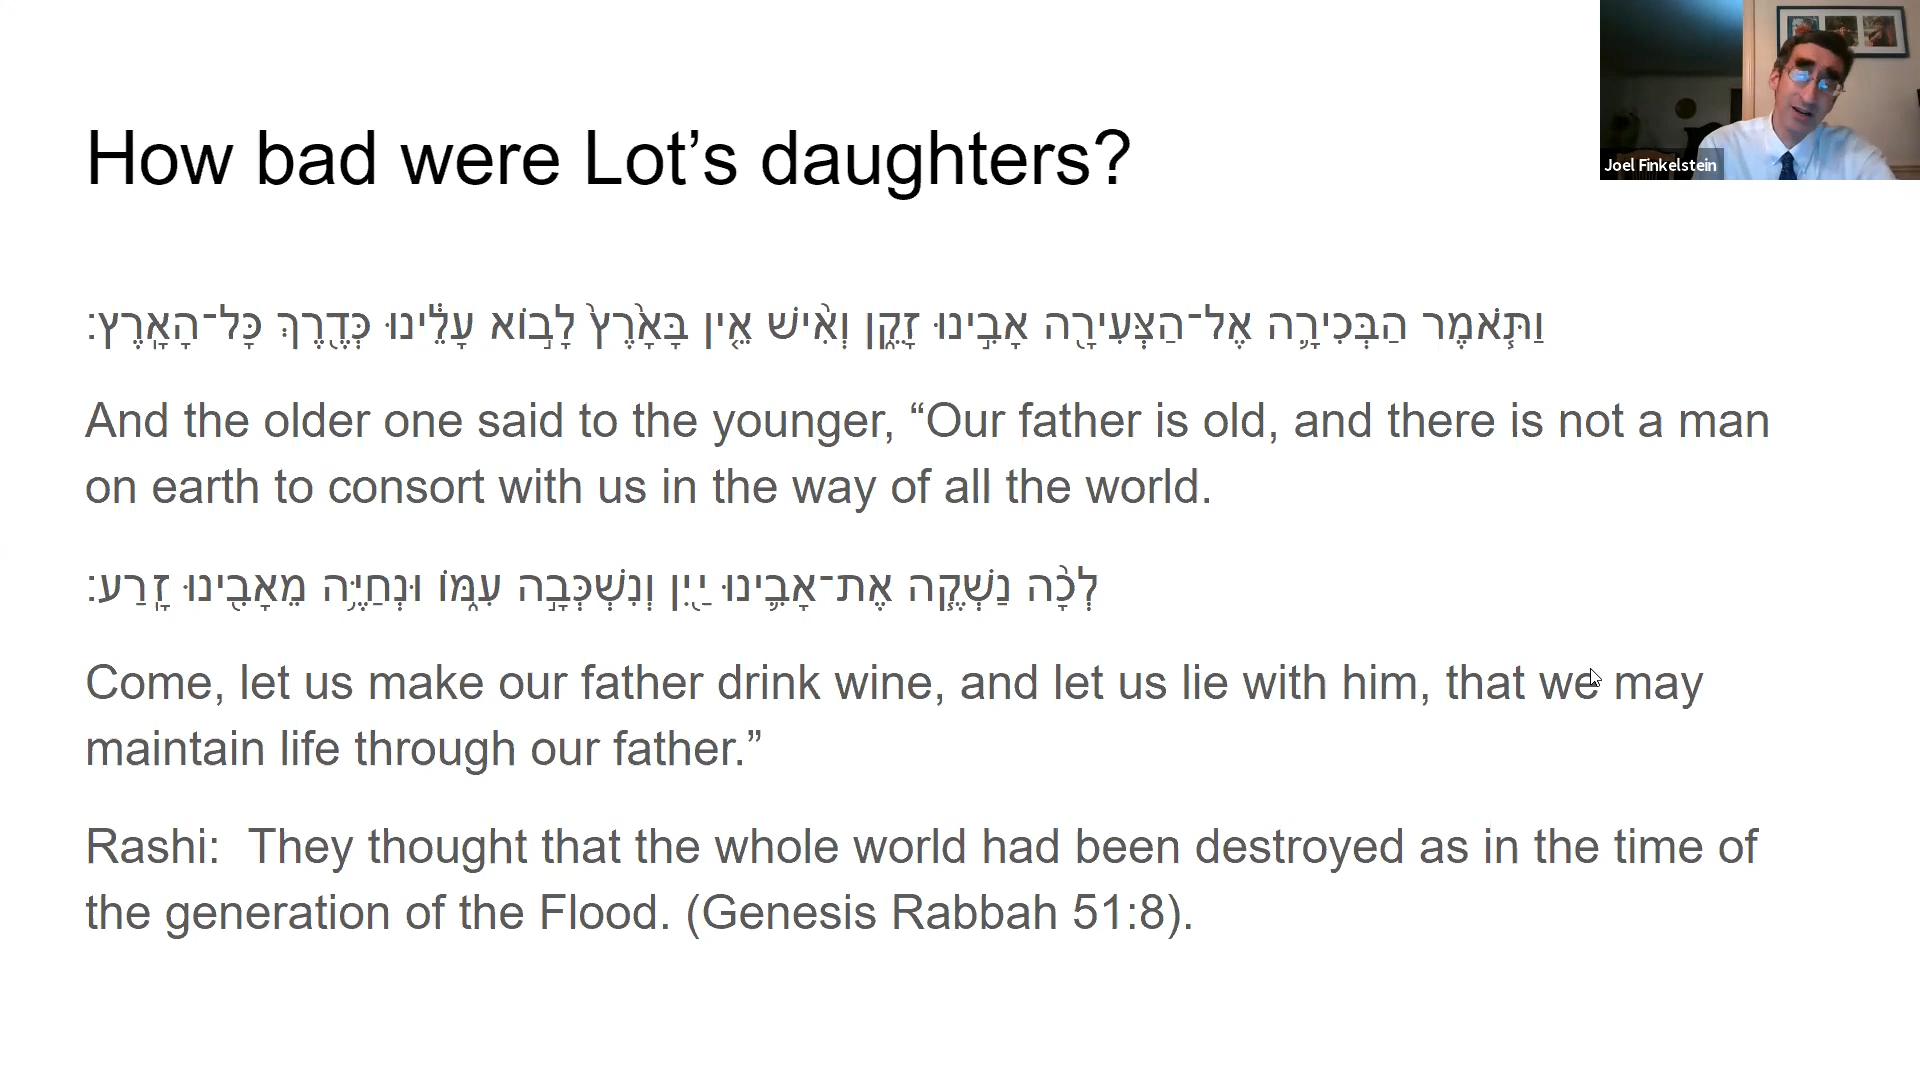 How bad were Lot’s daughters?
Joel Finkelstein
וַתֹּ֧אמֶר הַבְּכִירָ֛ה אֶל־הַצְּעִירָ֖ה אָבִ֣ינוּ זָקֵ֑ן וְאִ֨ישׁ אֵ֤ין בָּאָ֙רֶץ֙ לָב֣וֹא עָלֵ֔ינוּ כְּדֶ֖רֶךְ כׇּל־הָאָֽרֶץ׃
And the older one said to the younger, “Our father is old, and there is not a man
on earth to consort with us in the way of all the world.
לְכָ֨ה נַשְׁקֶ֧ה אֶת־אָבִ֛ינוּ יַ֖יִן וְנִשְׁכְּבָ֣ה עִמּ֑וֹ וּנְחַיֶּ֥ה מֵאָבִ֖ינוּ זָֽרַע׃
Come, let us make our father drink wine, and let us lie with him, that we may
maintain life through our father.”
Rashi:  They thought that the whole world had been destroyed as in the time of
the generation of the Flood. (Genesis Rabbah 51:8).